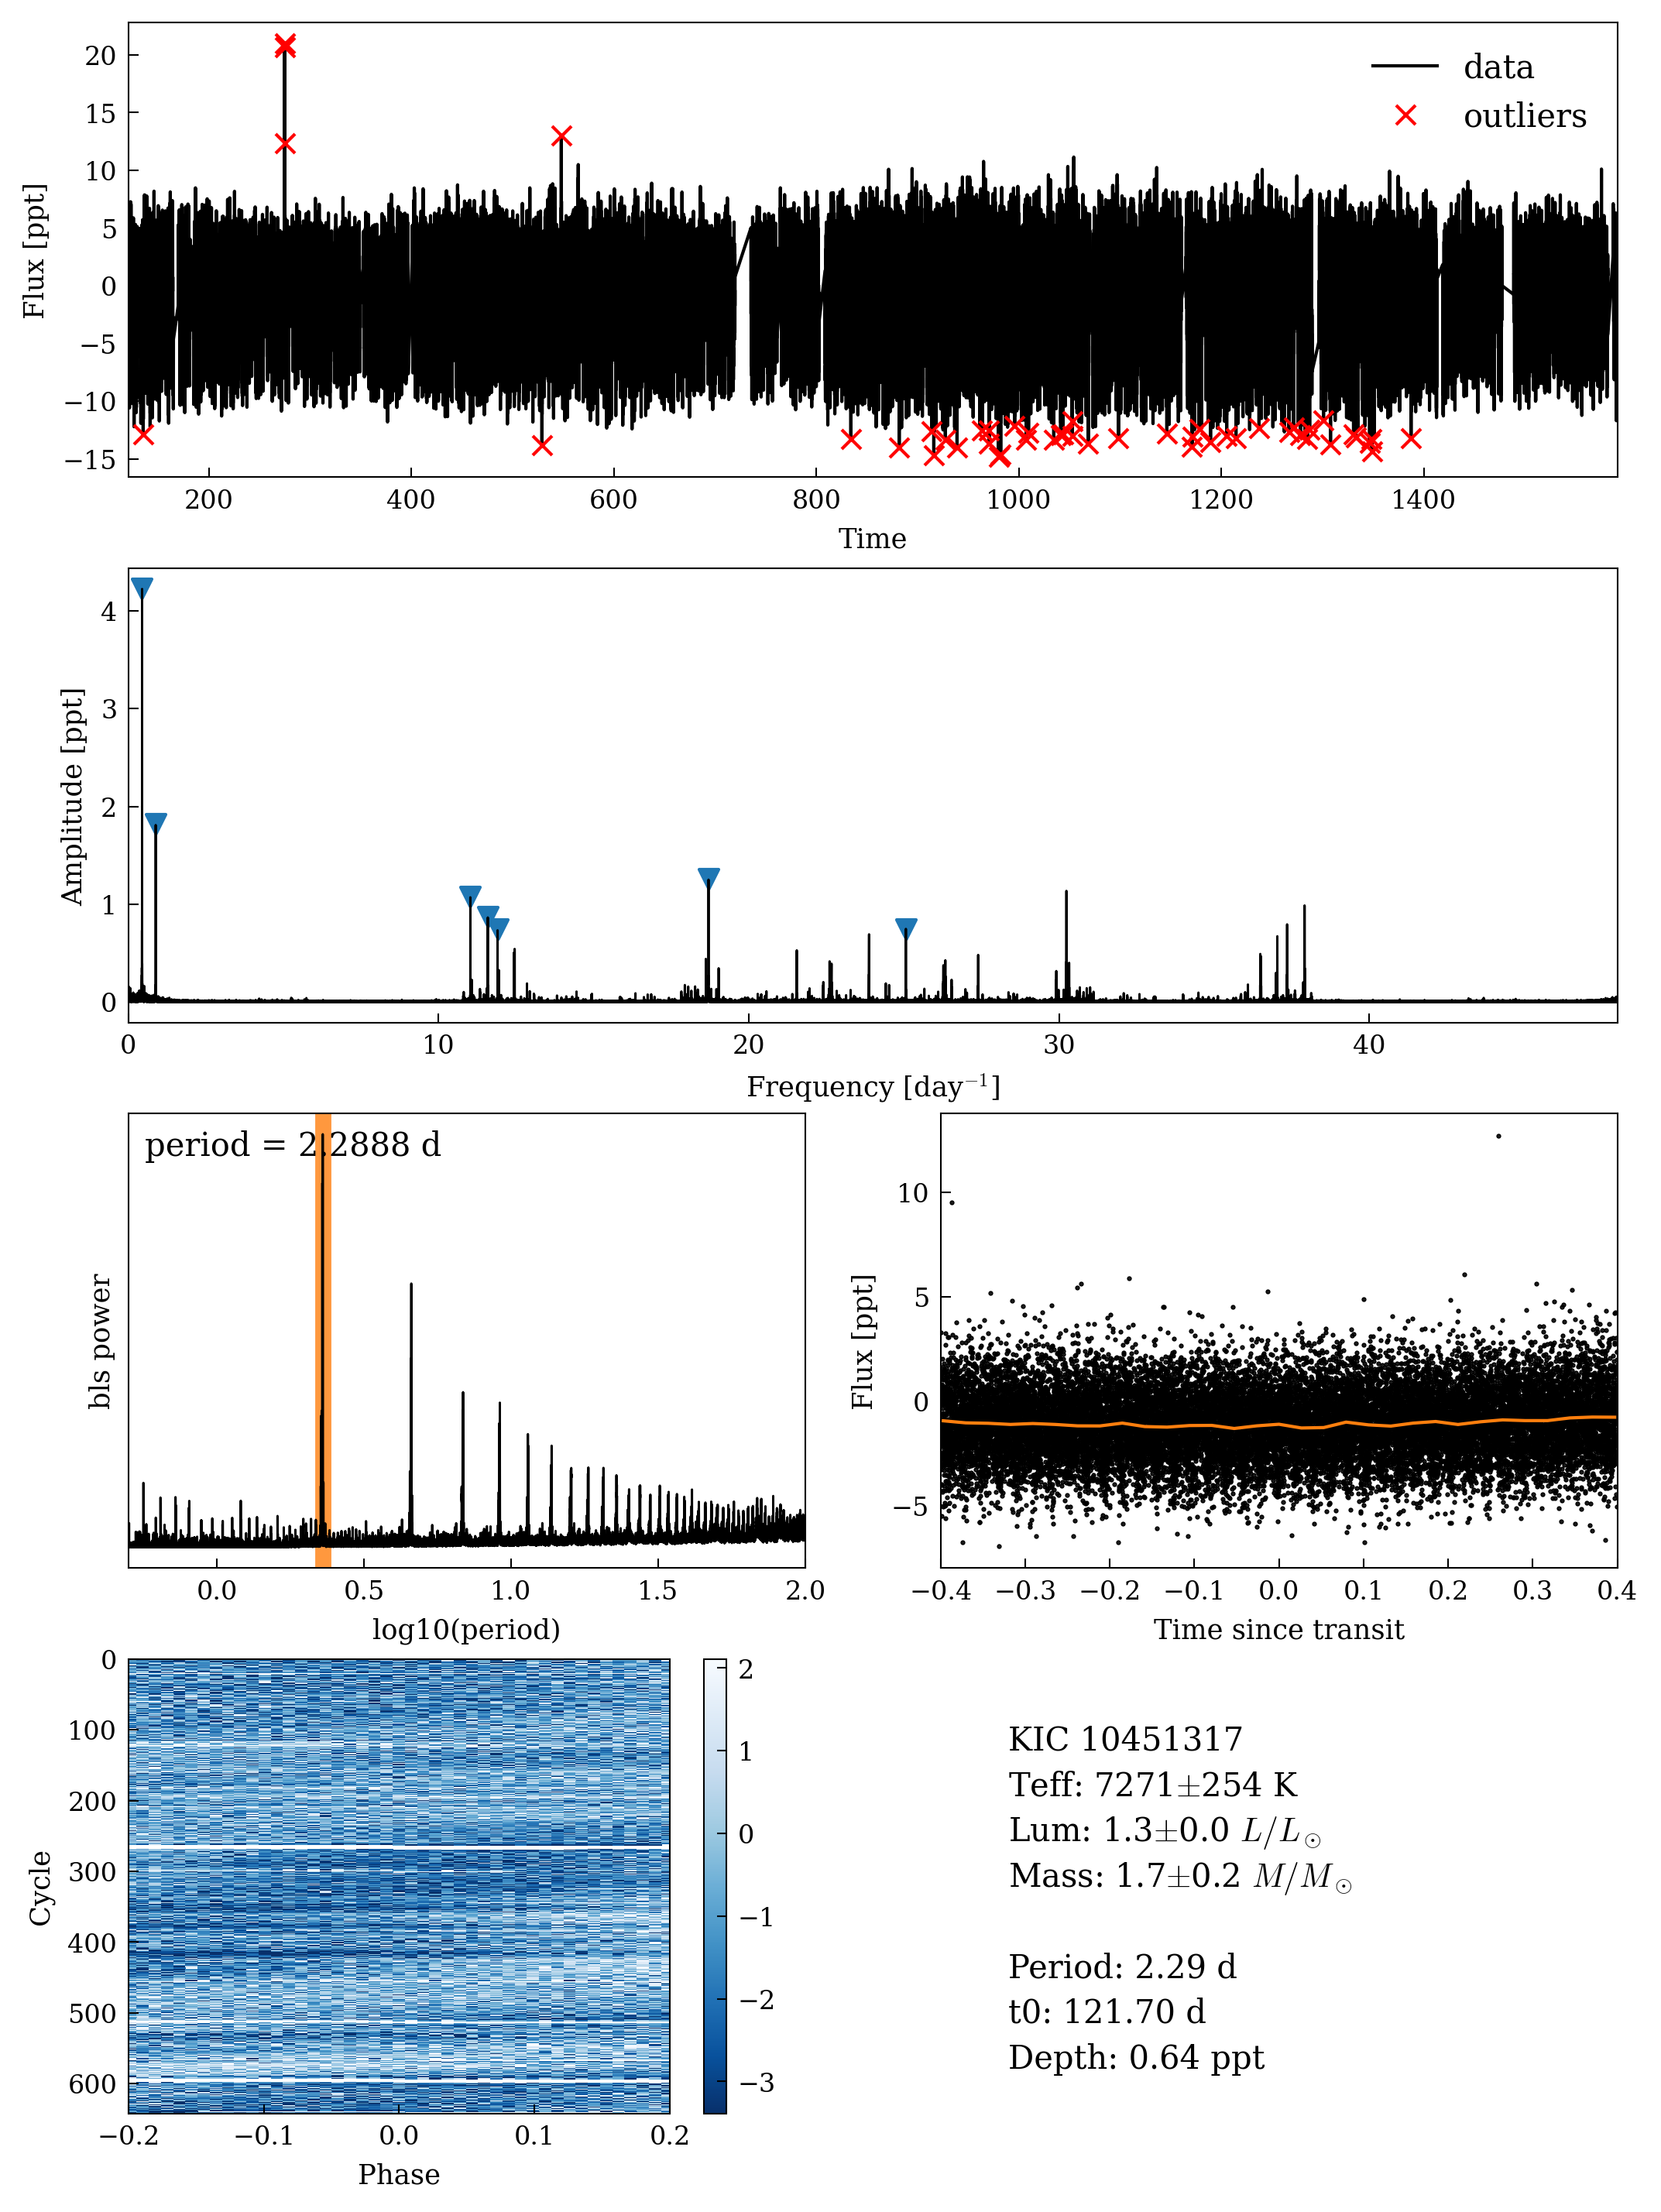 20
15
10
5
0
−5
−10
−15
Flux [ppt]
data
outliers
200 400 600 800 1000 1200 1400
Time
4
3
2
1
0
Amplitude [ppt]
0 10 20 30 40
Frequency [day⁻¹]
period = 2.2888 d
bls power
0.0 0.5 1.0 1.5 2.0
log10(period)
10
5
0
−5
Flux [ppt]
−0.4 −0.3 −0.2 −0.1 0.0 0.1 0.2 0.3 0.4
Time since transit
0
100
200
300
400
500
600
Cycle
−0.2 −0.1 0.0 0.1 0.2
Phase
2
1
0
−1
−2
−3
KIC 10451317
Teff: 7271±254 K
Lum: 1.3±0.0 L/L☉
Mass: 1.7±0.2 M/M☉
Period: 2.29 d
t0: 121.70 d
Depth: 0.64 ppt